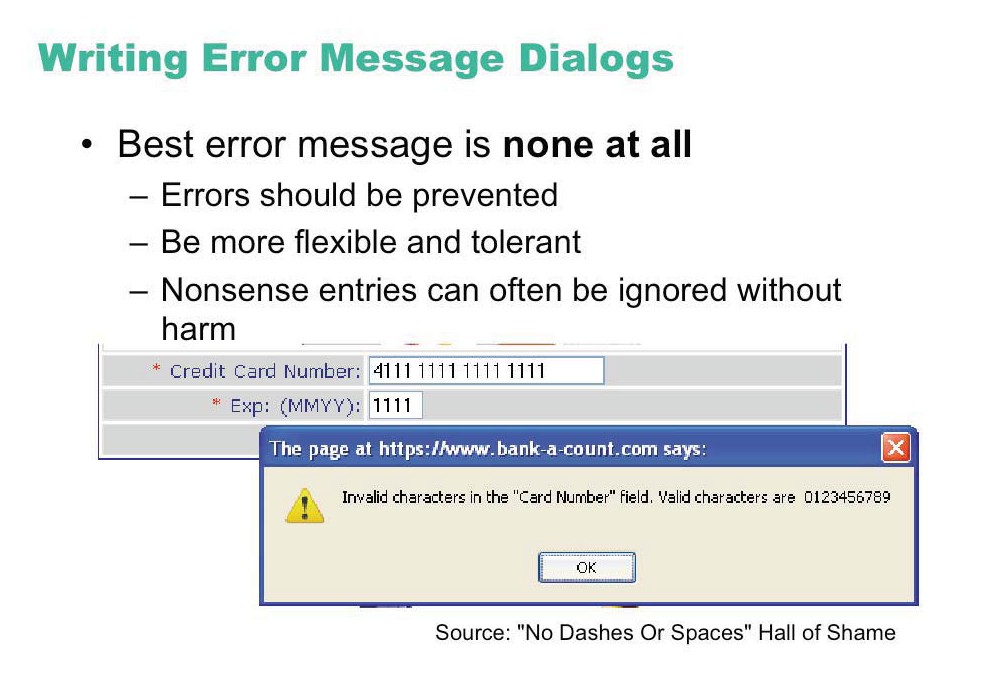 Writing Error Message Dialogs
• Best error message is none at all
– Errors should be prevented
– Be more flexible and tolerant
– Nonsense entries can often be ignored without
harm
* Credit Card Number: 4111 1111 1111 1111
* Exp: (MMYY): 1111
The page at https://www.bank-a-count.com says:
Invalid characters in the "Card Number" field. Valid characters are 0123456789
OK
Source: "No Dashes Or Spaces" Hall of Shame